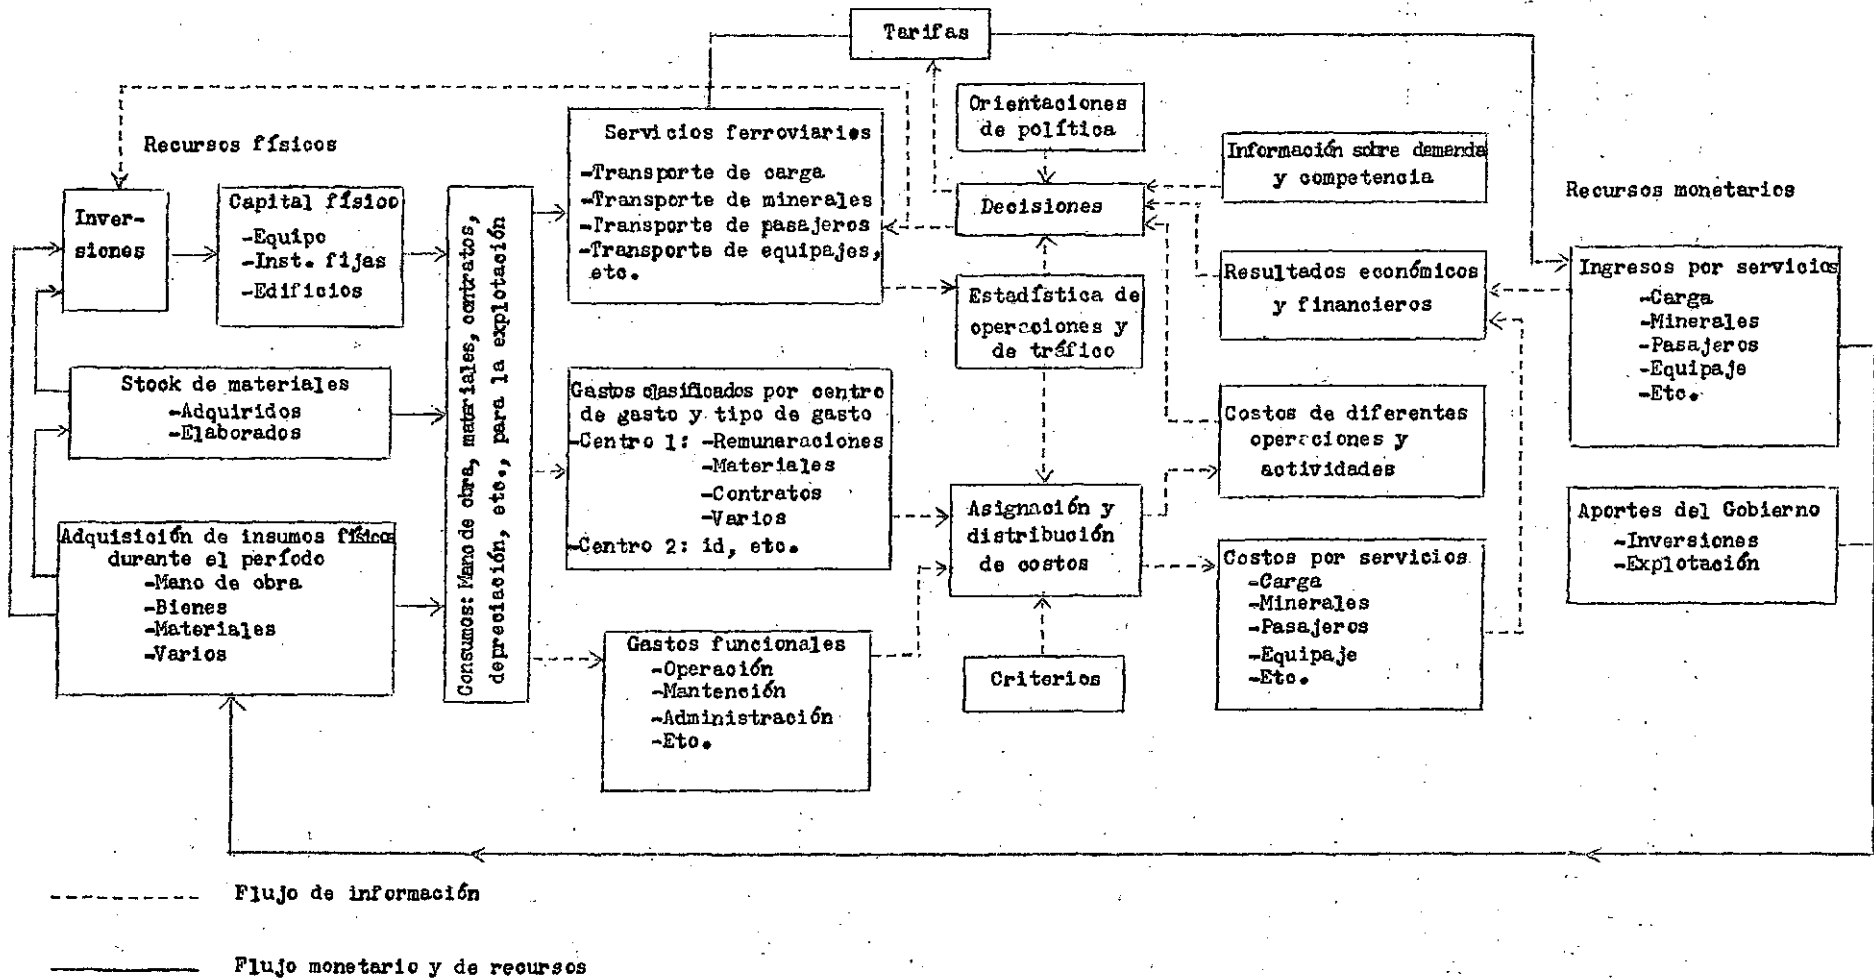 Tarifas
Recursos físicos
Inver-
siones
Capital físico
-Equipo
-Inst. fijas
-Edificios
Stock de materiales
-Adquiridos
-Elaborados
Adquisición de insumos físicos
durante el período
-Mano de obra
-Bienes
-Materiales
-Varios
Consumos: Mano de obra, materiales, contratos,
depreciación, etc., para la explotación
Servicios ferroviarios
-Transporte de carga
-Transporte de minerales
-Transporte de pasajeros
-Transporte de equipajes,
etc.
Gastos clasificados por centro
de gasto y tipo de gasto
-Centro 1: -Remuneraciones
-Materiales
-Contratos
-Varios
-Centro 2: id, etc.
Gastos funcionales
-Operación
-Mantención
-Administración
-Etc.
Orientaciones
de política
Decisiones
Estadística de
operaciones y
de tráfico
Asignación y
distribución
de costos
Criterios
Información sobre demanda
y competencia
Resultados económicos
y financieros
Costos de diferentes
operaciones y
actividades
Costos por servicios
-Carga
-Minerales
-Pasajeros
-Equipaje
-Etc.
Recursos monetarios
Ingresos por servicios
-Carga
-Minerales
-Pasajeros
-Equipaje
-Etc.
Aportes del Gobierno
-Inversiones
-Explotación
Flujo de información
Flujo monetario y de recursos